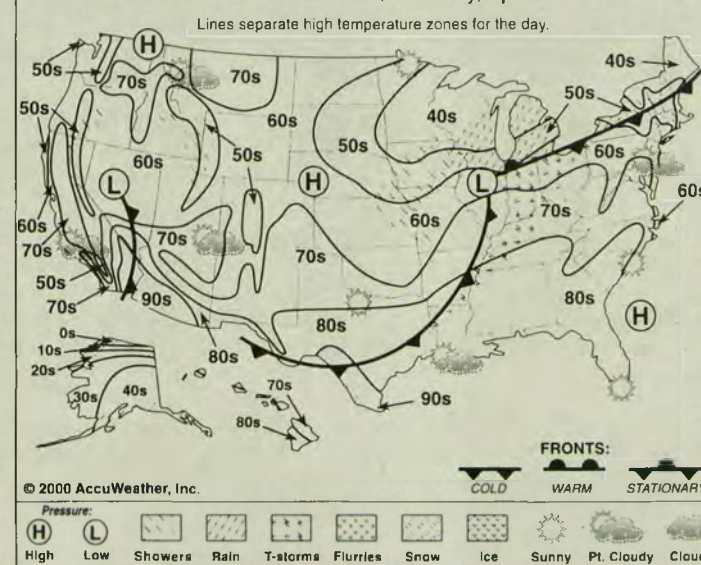 Lines separate high temperature zones for the day.
H
40s
50s
70s
70s
50s
40s
50s
50s
60s
50s
60s
60s
50s
L
H
L
60s
60s
70s
60s
70s
70s
70s
50s
70s
90s
80s
80s
80s
H
0s
10s
20s
30s
40s
70s
80s
90s
FRONTS:
© 2000 AccuWeather, Inc.
COLD WARM STATIONARY
Pressure:
H L
High Low Showers Rain T-storms Flurries Snow Ice Sunny Pt. Cloudy